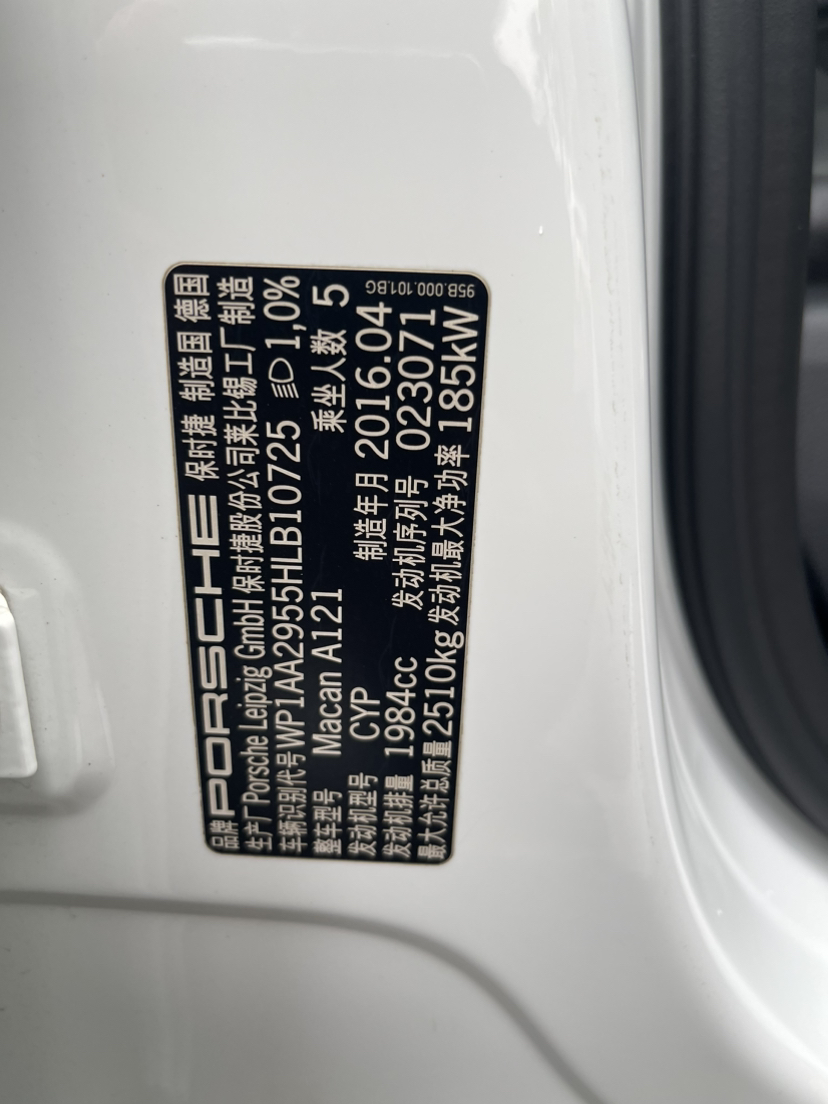 品牌 PORSCHE 保时捷 制造国 德国
生产厂 Porsche Leipzig GmbH 保时捷股份公司莱比锡工厂制造
车辆识别代号 WP1AA2955HLB10725 1,0%
整车型号 Macan A121 乘坐人数 5
发动机型号 CYP 制造年月 2016.04
发动机排量 1984cc 发动机序列号 023071
最大允许总质量 2510kg 发动机最大净功率 185kW
95B.000.101.BG